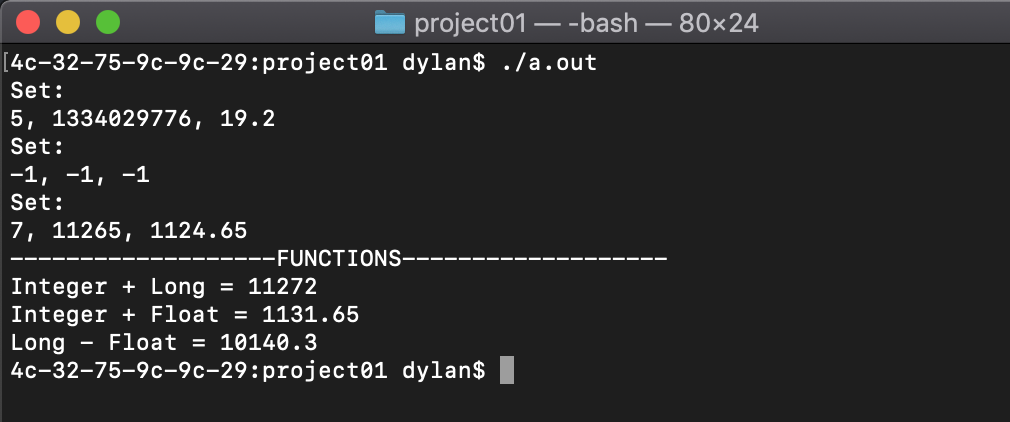 project01 — -bash — 80×24
[4c-32-75-9c-9c-29:project01 dylan$ ./a.out
Set:
5, 1334029776, 19.2
Set:
-1, -1, -1
Set:
7, 11265, 1124.65
-------------------FUNCTIONS-------------------
Integer + Long = 11272
Integer + Float = 1131.65
Long - Float = 10140.3
4c-32-75-9c-9c-29:project01 dylan$